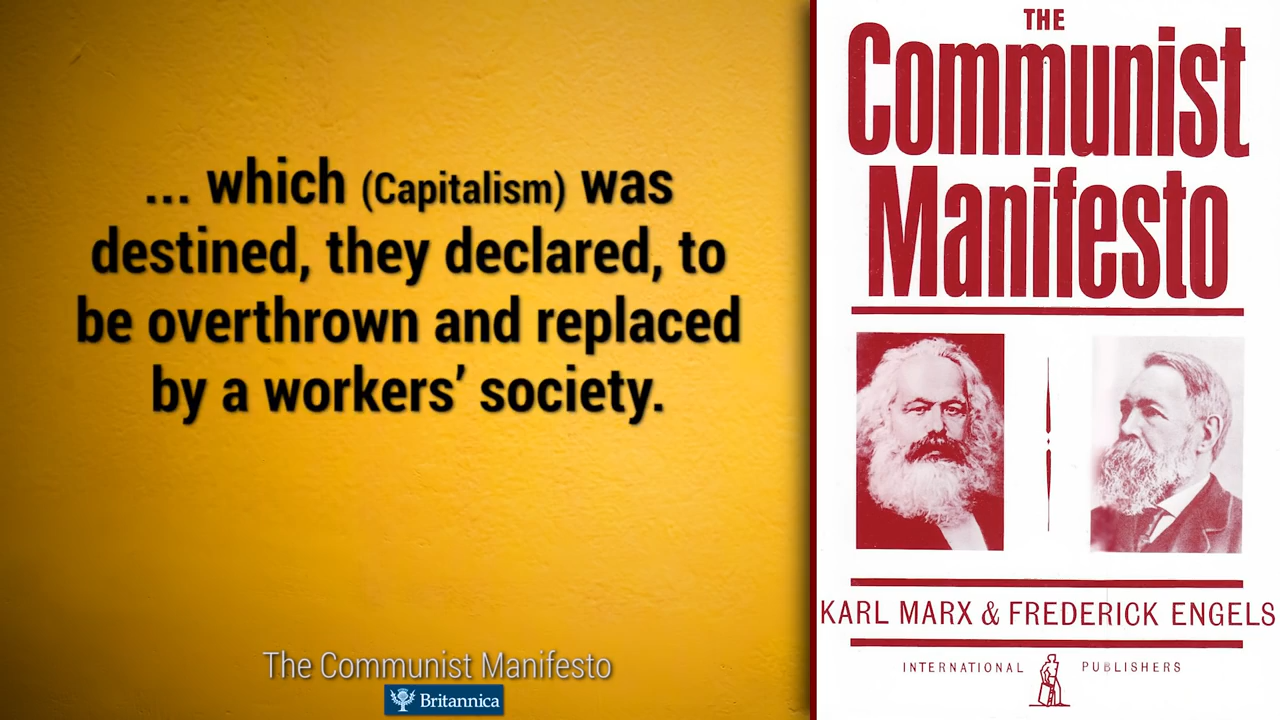 ... which (Capitalism) was
destined, they declared, to
be overthrown and replaced
by a workers’ society.
The Communist Manifesto
Britannica
THE
Communist
Manifesto
KARL MARX & FREDERICK ENGELS
INTERNATIONAL PUBLISHERS